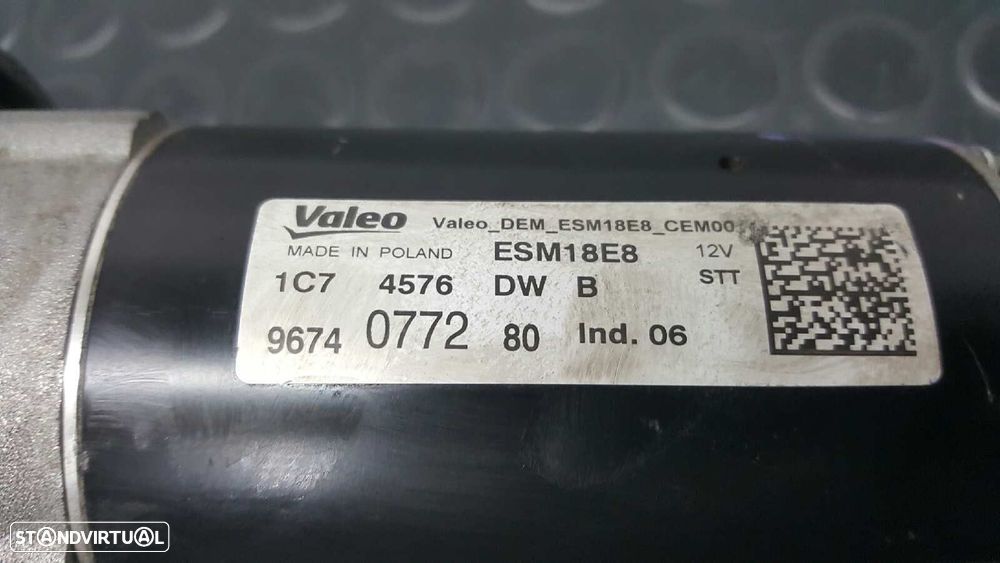 Valeo Valeo_DEM_ESM18E8_CEM00
MADE IN POLAND ESM18E8 12V
1C7 4576 DW B STT
9674 0772 80 Ind. 06
STANDVIRTUAL